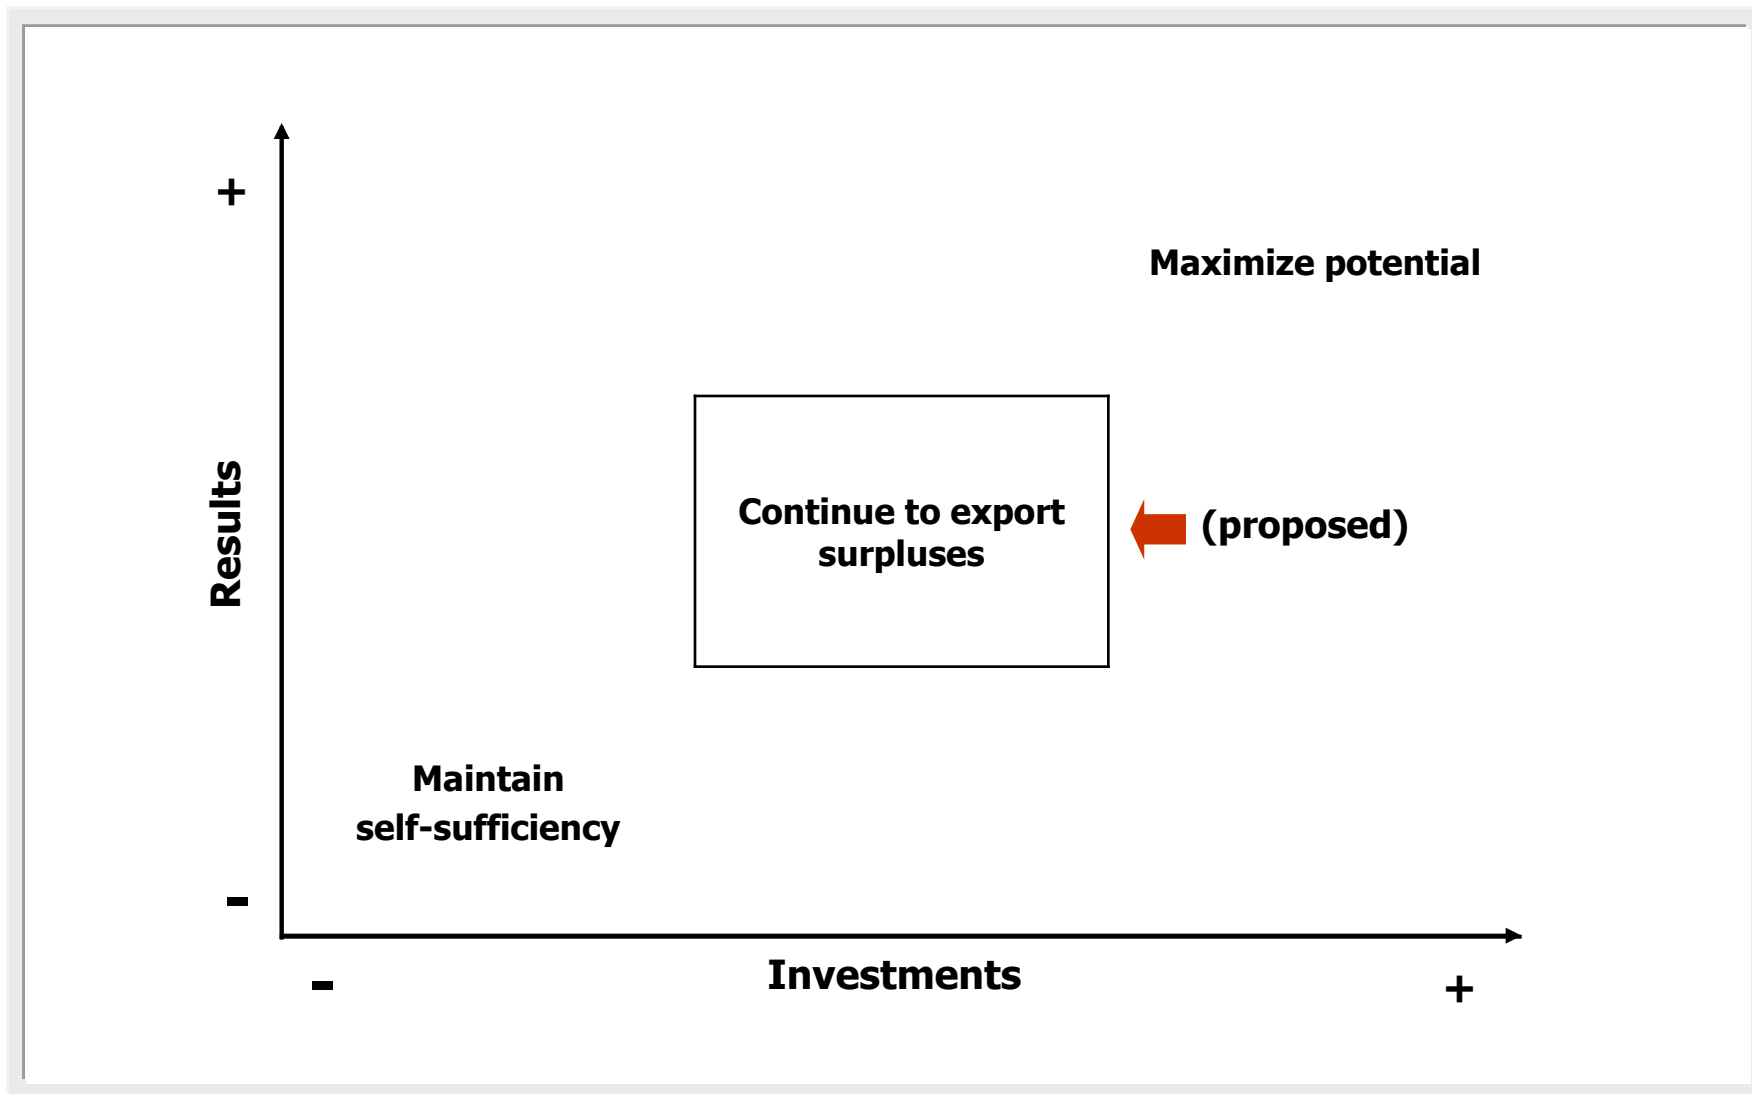 +
Maximize potential
Results
Continue to export
surpluses
(proposed)
Maintain
self-sufficiency
-
-
Investments
+